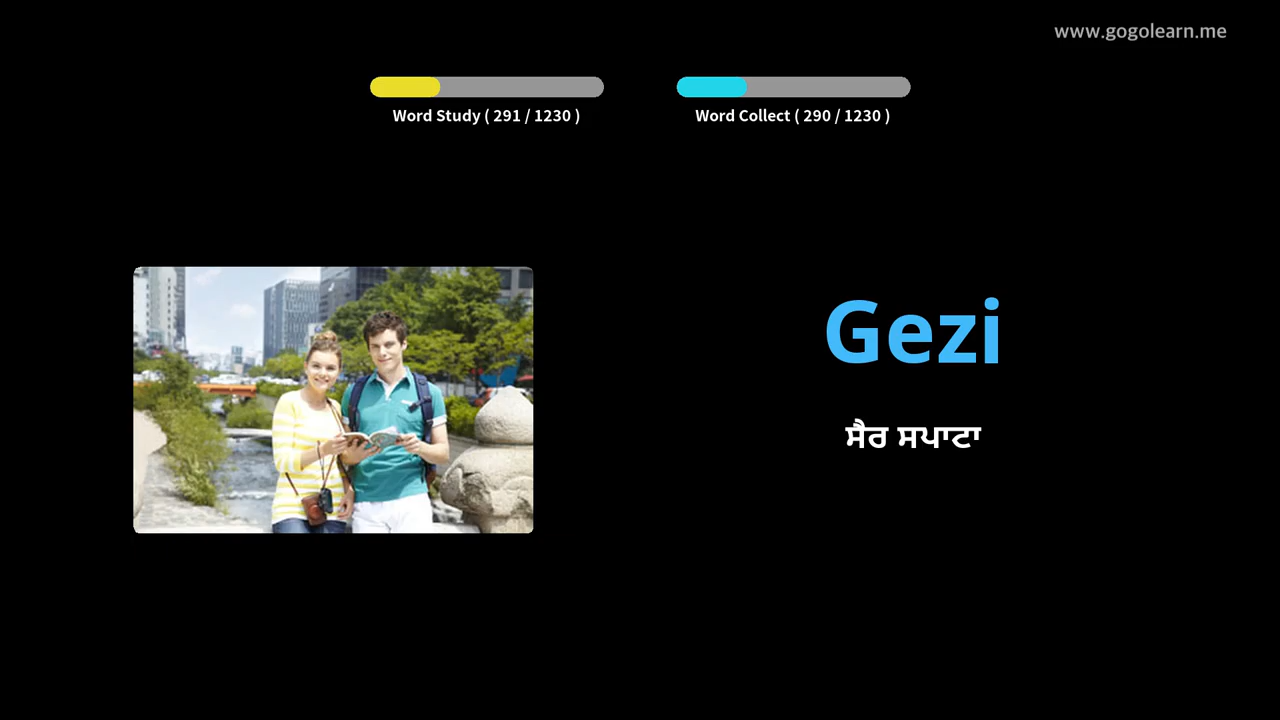 www.gogolearn.me
Word Study ( 291 / 1230 )
Word Collect ( 290 / 1230 )
Gezi
ਸੈਰ ਸਪਾਟਾ